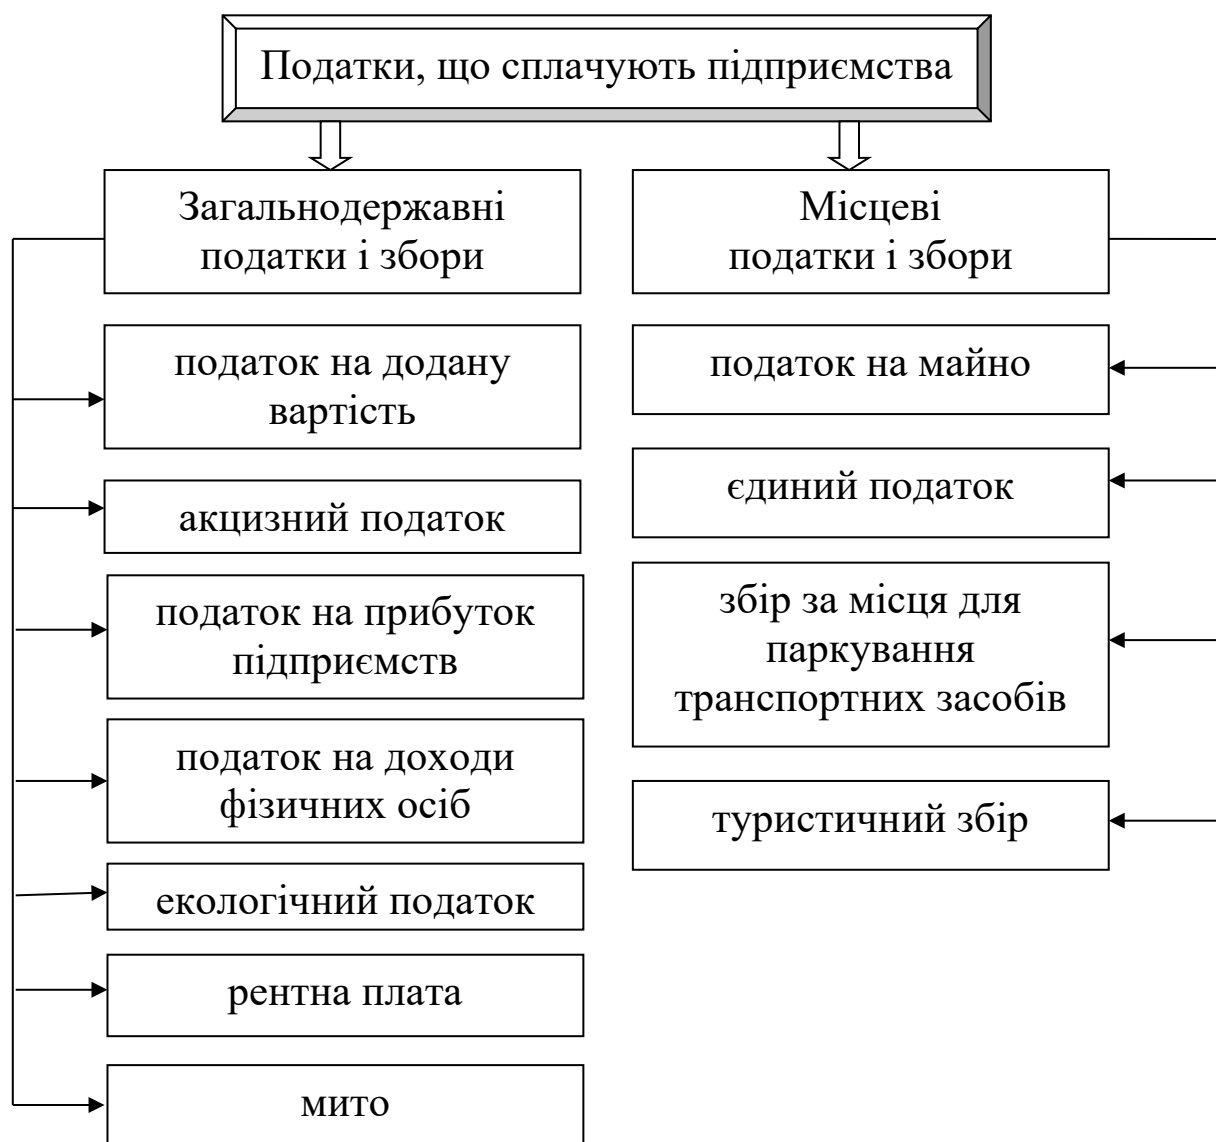 Податки, що сплачують підприємства
Загальнодержавні
податки і збори
податок на додану
вартість
акцизний податок
податок на прибуток
підприємств
податок на доходи
фізичних осіб
екологічний податок
рентна плата
мито
Місцеві
податки і збори
податок на майно
єдиний податок
збір за місця для
паркування
транспортних засобів
туристичний збір